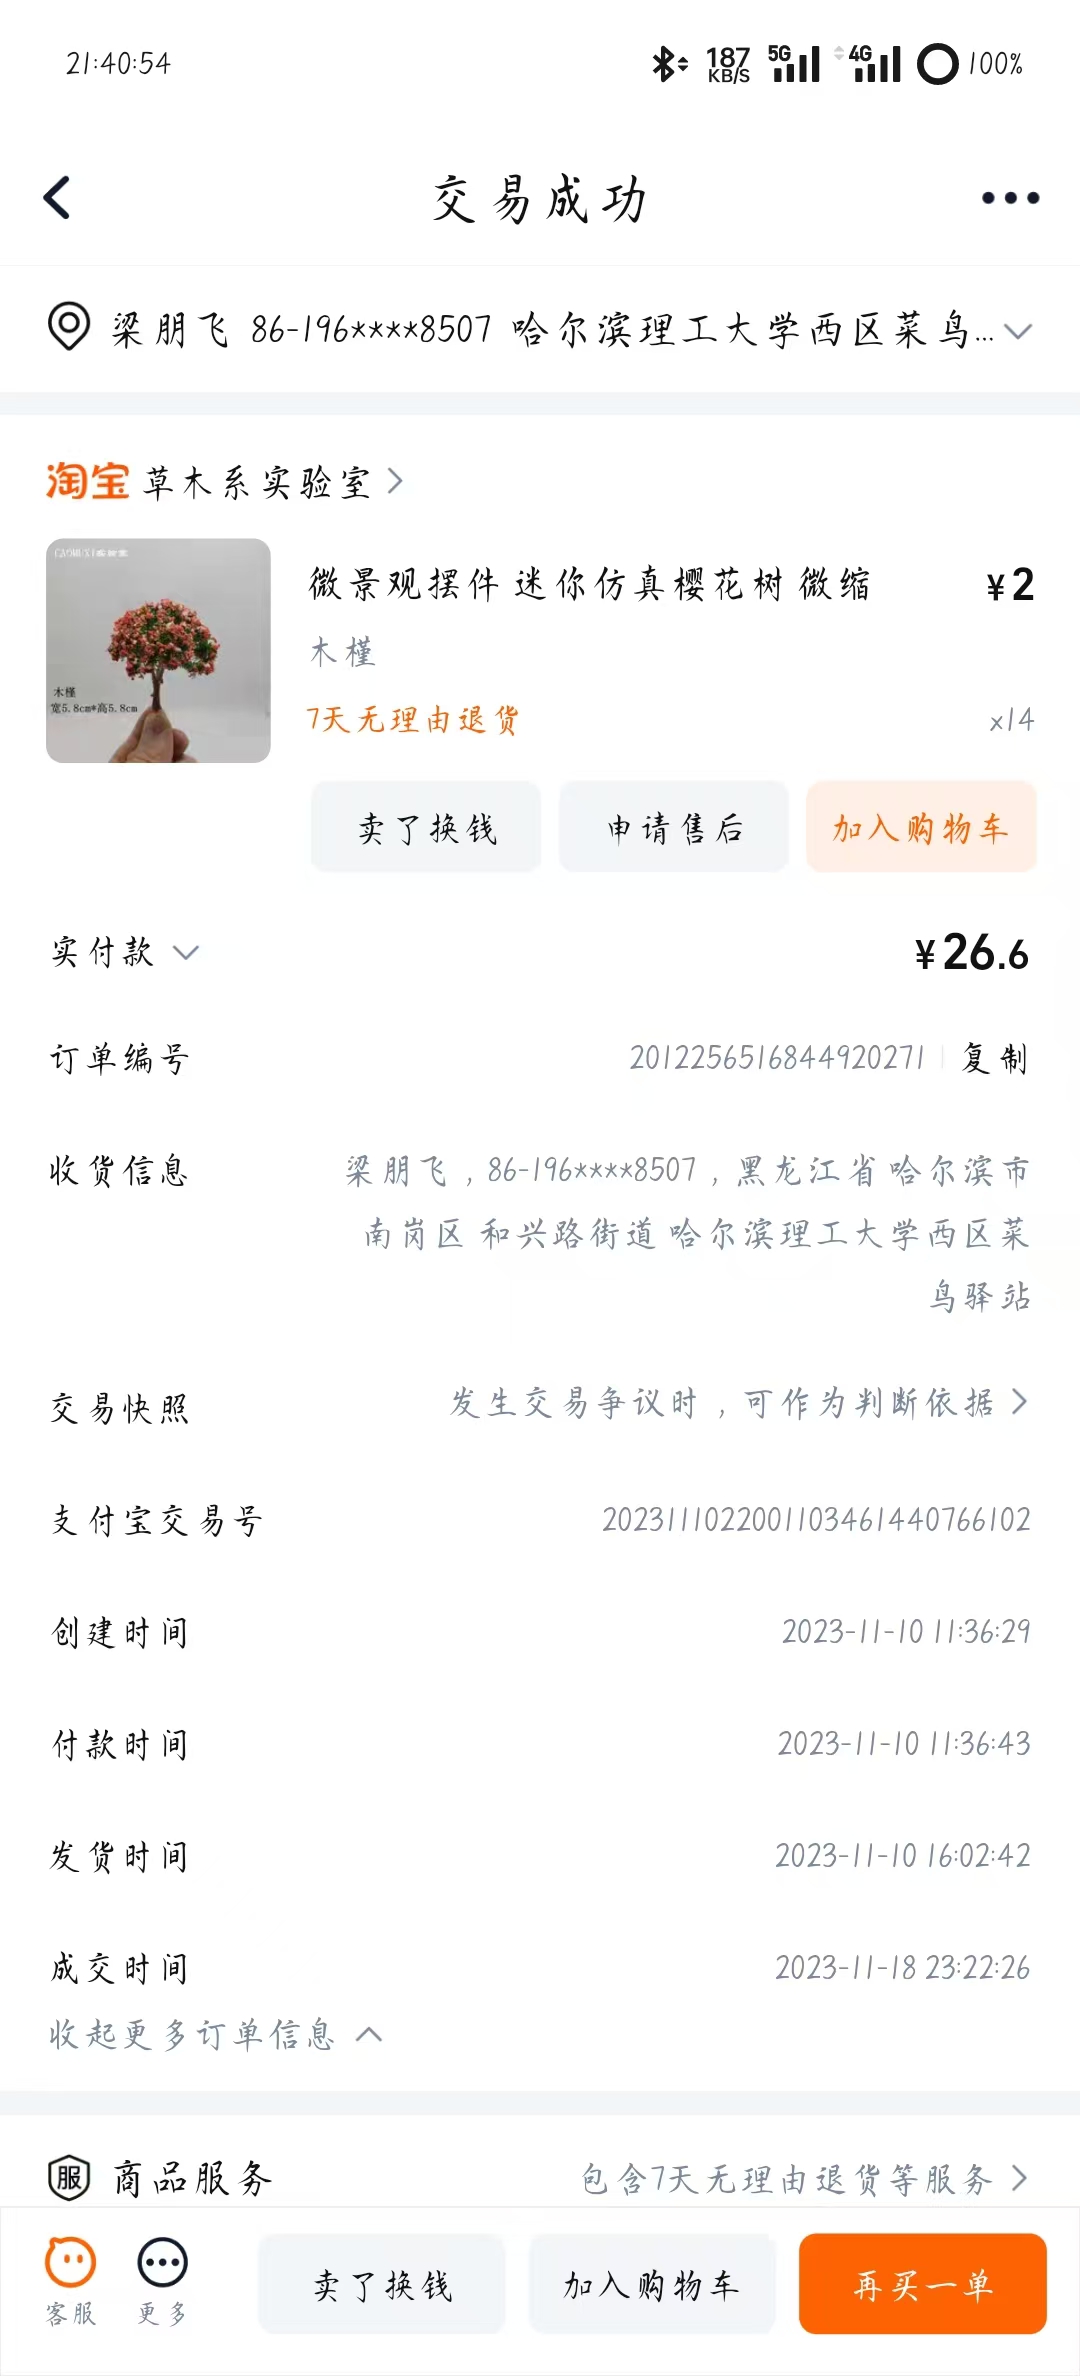 21:40:54
187 KB/S 5G 4G 100%
交易成功
梁朋飞 86-196****8507 哈尔滨理工大学西区菜鸟...
淘宝 草木系实验室
微景观摆件 迷你仿真樱花树 微缩 ¥2
木槿
7天无理由退货 x14
木槿
宽5.8cm*高5.8cm
卖了换钱 申请售后 加入购物车
实付款 ¥26.6
订单编号 2012256516844920271 复制
收货信息 梁朋飞，86-196****8507，黑龙江省 哈尔滨市
南岗区 和兴路街道 哈尔滨理工大学西区菜
鸟驿站
交易快照 发生交易争议时，可作为判断依据
支付宝交易号 2023111022001103461440766102
创建时间 2023-11-10 11:36:29
付款时间 2023-11-10 11:36:43
发货时间 2023-11-10 16:02:42
成交时间 2023-11-18 23:22:26
收起更多订单信息
服 商品服务 包含7天无理由退货等服务
客服 更多 卖了换钱 加入购物车 再买一单